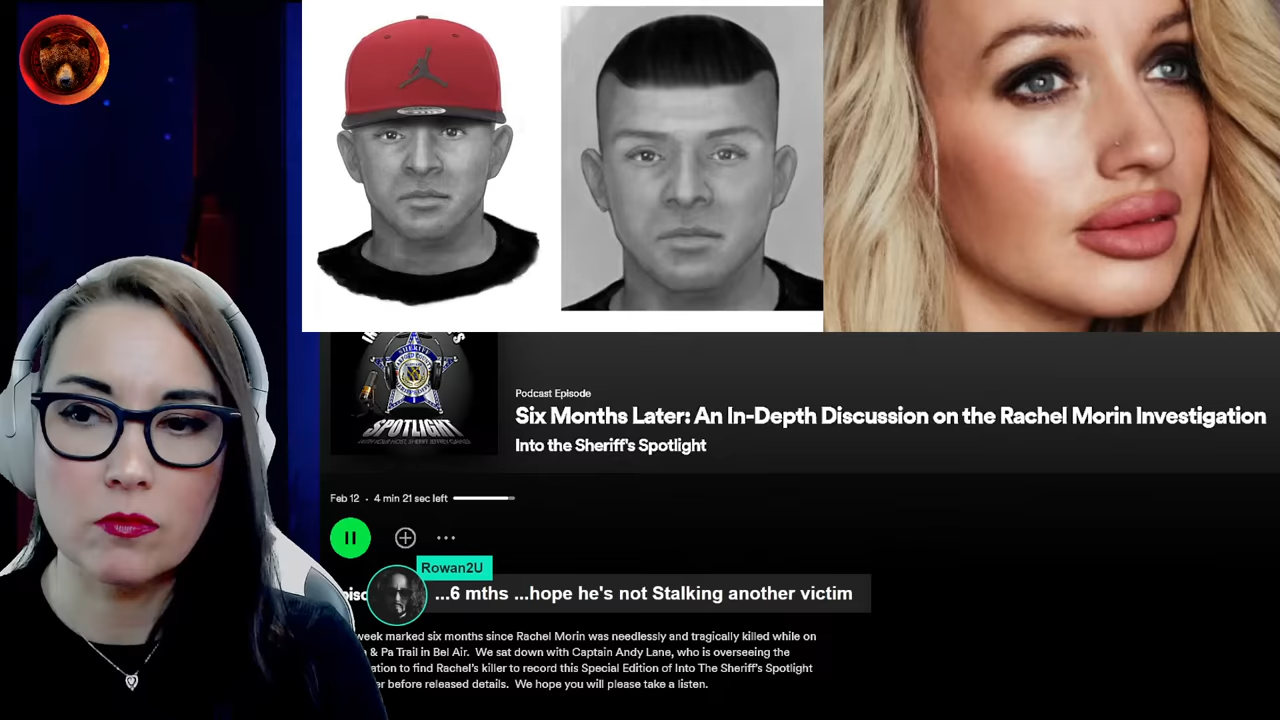 SHERIFF
SPOTLIGHT
Podcast Episode
Six Months Later: An In-Depth Discussion on the Rachel Morin Investigation
Into the Sheriff's Spotlight
Feb 12 • 4 min 21 sec left
Rowan2U
...6 mths ...hope he's not Stalking another victim
week marked six months since Rachel Morin was needlessly and tragically killed while on
& Pa Trail in Bel Air. We sat down with Captain Andy Lane, who is overseeing the
ation to find Rachel's killer to record this Special Edition of Into The Sheriff's Spotlight
er before released details. We hope you will please take a listen.